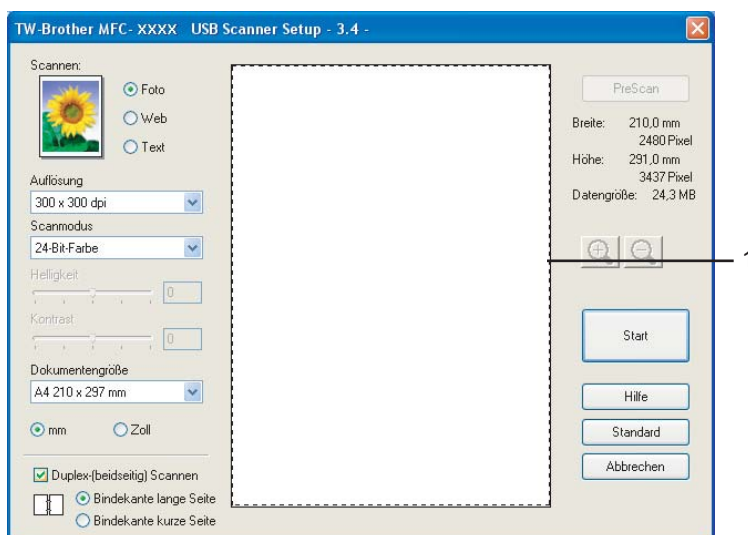 TW-Brother MFC- XXXX USB Scanner Setup - 3.4 -
Scannen:
Foto
Web
Text
Auflösung
300 x 300 dpi
Scanmodus
24-Bit-Farbe
Helligkeit
0
Kontrast
0
Dokumentengröße
A4 210 x 297 mm
mm Zoll
Duplex-(beidseitig) Scannen
Bindekante lange Seite
Bindekante kurze Seite
PreScan
Breite: 210,0 mm
2480 Pixel
Höhe: 291,0 mm
3437 Pixel
Datengröße: 24,3 MB
1
Start
Hilfe
Standard
Abbrechen